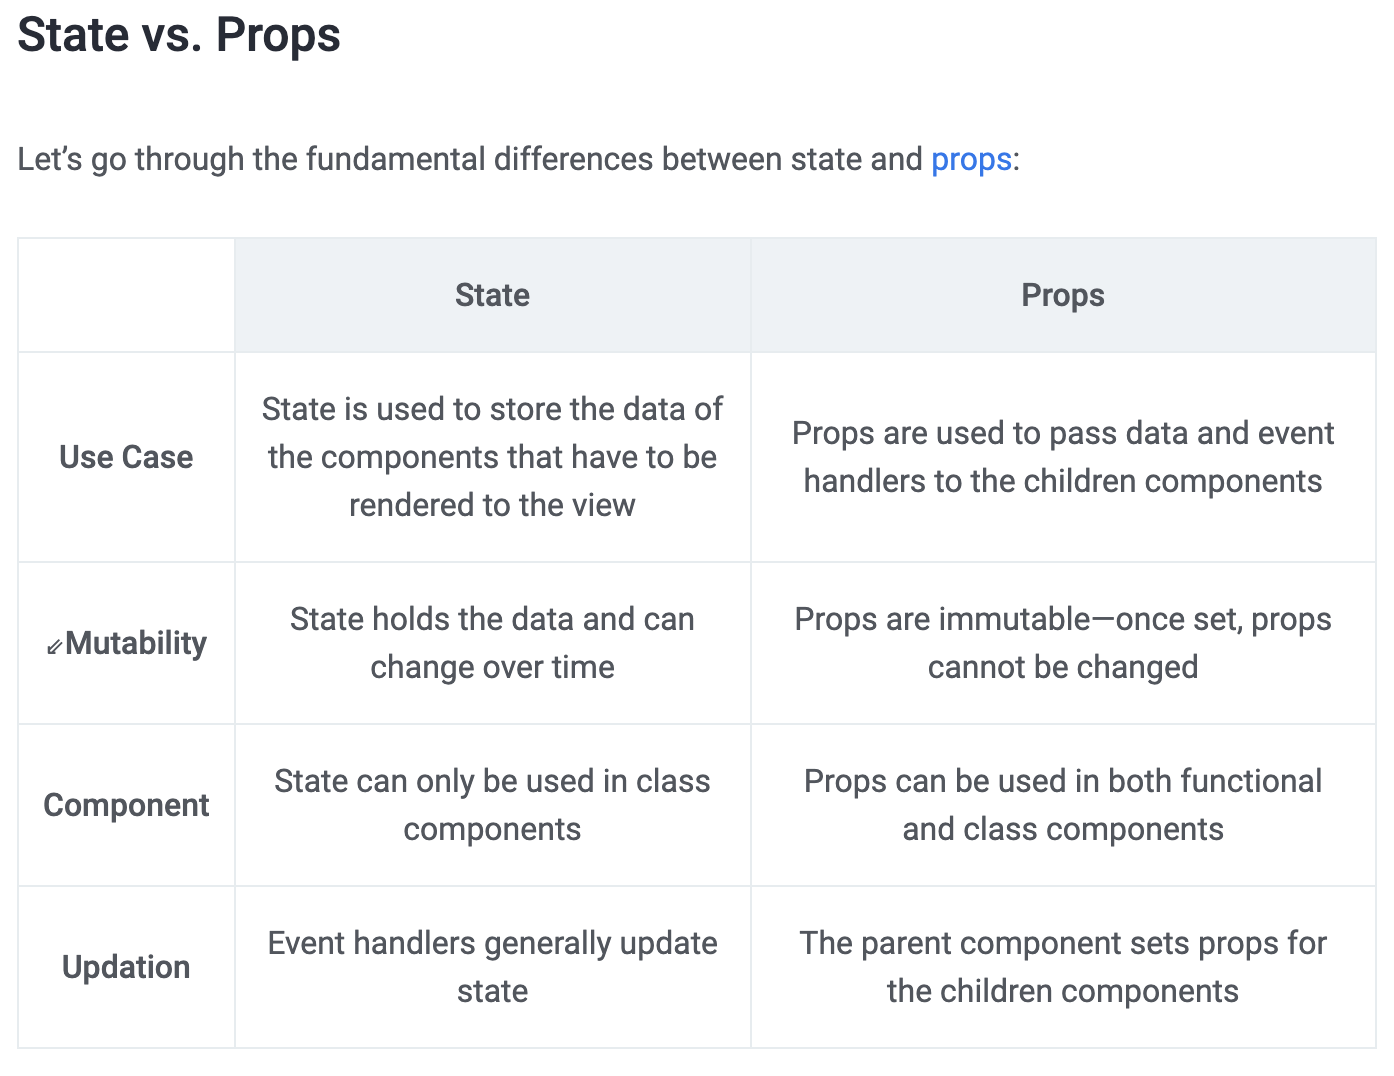 State vs. Props
Let’s go through the fundamental differences between state and props:
State
Props
Use Case
State is used to store the data of
the components that have to be
rendered to the view
Props are used to pass data and event
handlers to the children components
⇙Mutability
State holds the data and can
change over time
Props are immutable—once set, props
cannot be changed
Component
State can only be used in class
components
Props can be used in both functional
and class components
Updation
Event handlers generally update
state
The parent component sets props for
the children components